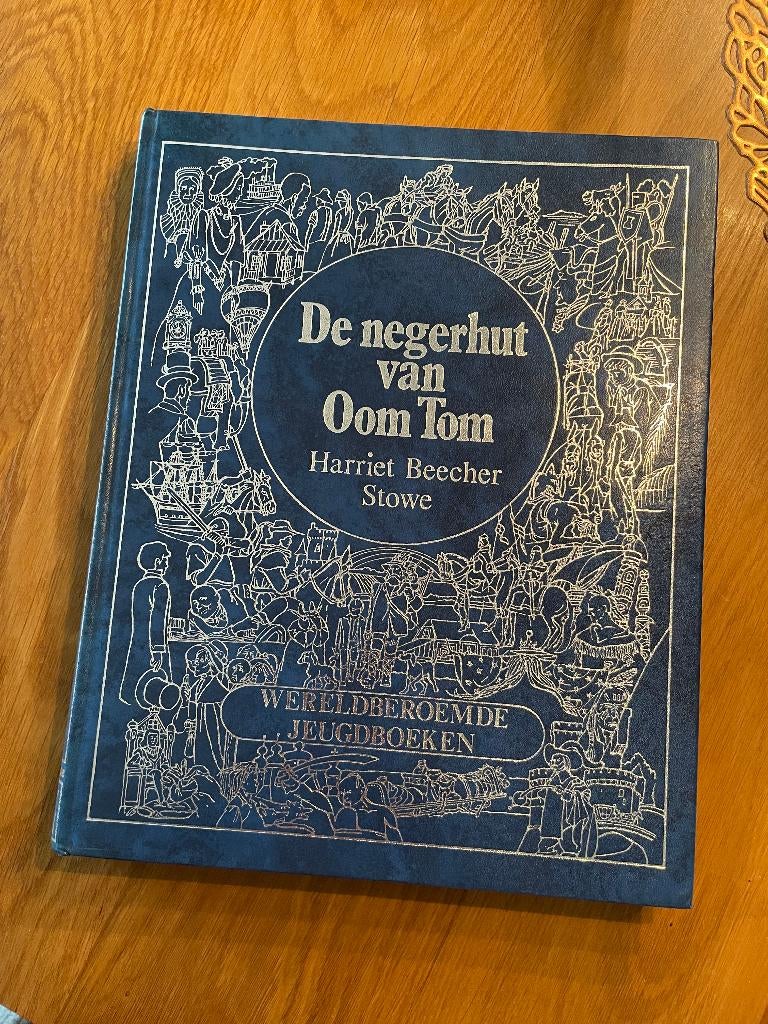 De negerhut
van
Oom Tom
Harriet Beecher
Stowe
WERELDBEROEMDE
JEUGDBOEKEN